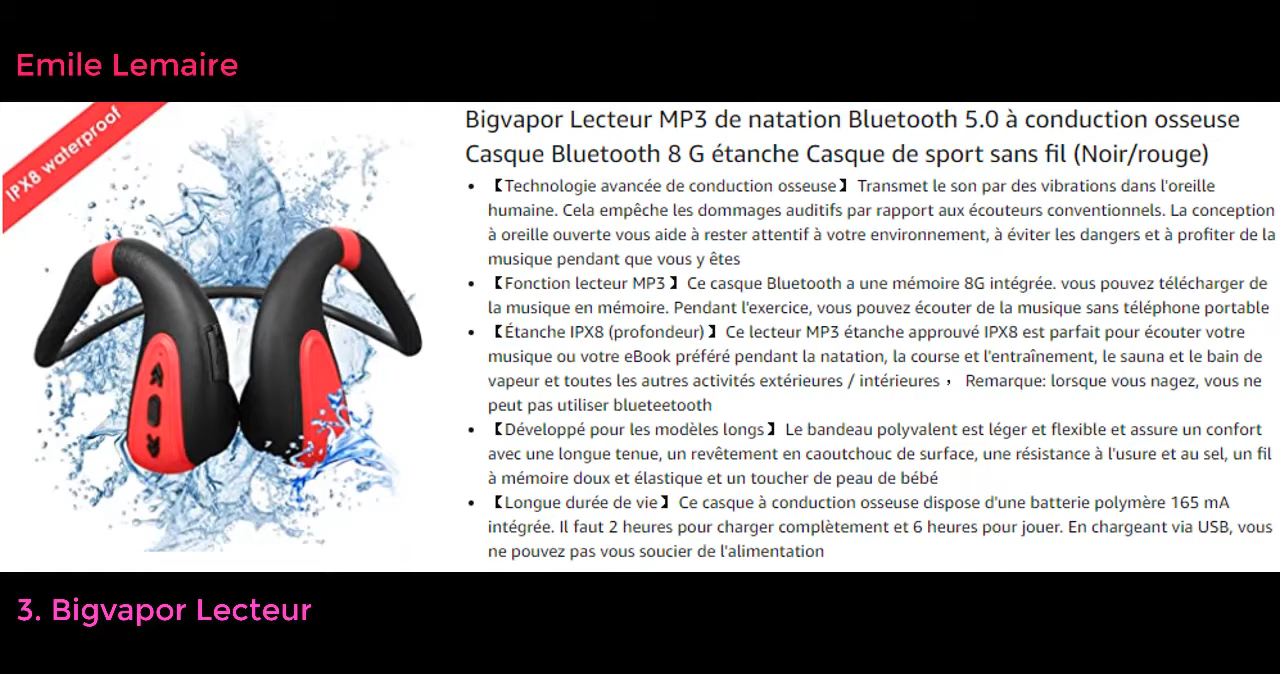 Emile Lemaire
IPX8 waterproof
Bigvapor Lecteur MP3 de natation Bluetooth 5.0 à conduction osseuse
Casque Bluetooth 8 G étanche Casque de sport sans fil (Noir/rouge)
• 【Technologie avancée de conduction osseuse】 Transmet le son par des vibrations dans l'oreille
humaine. Cela empêche les dommages auditifs par rapport aux écouteurs conventionnels. La conception
à oreille ouverte vous aide à rester attentif à votre environnement, à éviter les dangers et à profiter de la
musique pendant que vous y êtes
• 【Fonction lecteur MP3】 Ce casque Bluetooth a une mémoire 8G intégrée. vous pouvez télécharger de
la musique en mémoire. Pendant l'exercice, vous pouvez écouter de la musique sans téléphone portable
• 【Étanche IPX8 (profondeur)】 Ce lecteur MP3 étanche approuvé IPX8 est parfait pour écouter votre
musique ou votre eBook préféré pendant la natation, la course et l'entraînement, le sauna et le bain de
vapeur et toutes les autres activités extérieures / intérieures， Remarque: lorsque vous nagez, vous ne
peut pas utiliser blueteetooth
• 【Développé pour les modèles longs】 Le bandeau polyvalent est léger et flexible et assure un confort
avec une longue tenue, un revêtement en caoutchouc de surface, une résistance à l'usure et au sel, un fil
à mémoire doux et élastique et un toucher de peau de bébé
• 【Longue durée de vie】 Ce casque à conduction osseuse dispose d'une batterie polymère 165 mA
intégrée. Il faut 2 heures pour charger complètement et 6 heures pour jouer. En chargeant via USB, vous
ne pouvez pas vous soucier de l'alimentation
3. Bigvapor Lecteur